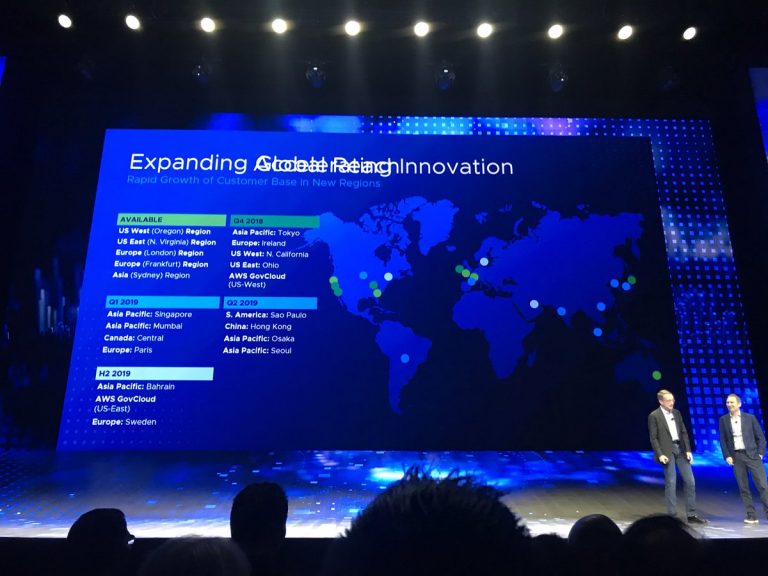 Expanding Global Reach
Accelerating Innovation
Rapid Growth of Customer Base in New Regions
AVAILABLE
US West (Oregon) Region
US East (N. Virginia) Region
Europe (London) Region
Europe (Frankfurt) Region
Asia (Sydney) Region
Q4 2018
Asia Pacific: Tokyo
Europe: Ireland
US West: N. California
US East: Ohio
AWS GovCloud
(US-West)
Q1 2019
Asia Pacific: Singapore
Asia Pacific: Mumbai
Canada: Central
Europe: Paris
Q2 2019
S. America: Sao Paulo
China: Hong Kong
Asia Pacific: Osaka
Asia Pacific: Seoul
H2 2019
Asia Pacific: Bahrain
AWS GovCloud
(US-East)
Europe: Sweden